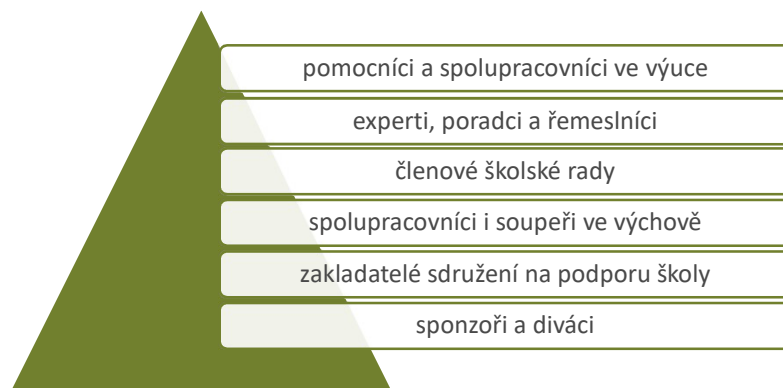 pomocníci a spolupracovníci ve výuce
experti, poradci a řemeslníci
členové školské rady
spolupracovníci i soupeři ve výchově
zakladatelé sdružení na podporu školy
sponzoři a diváci